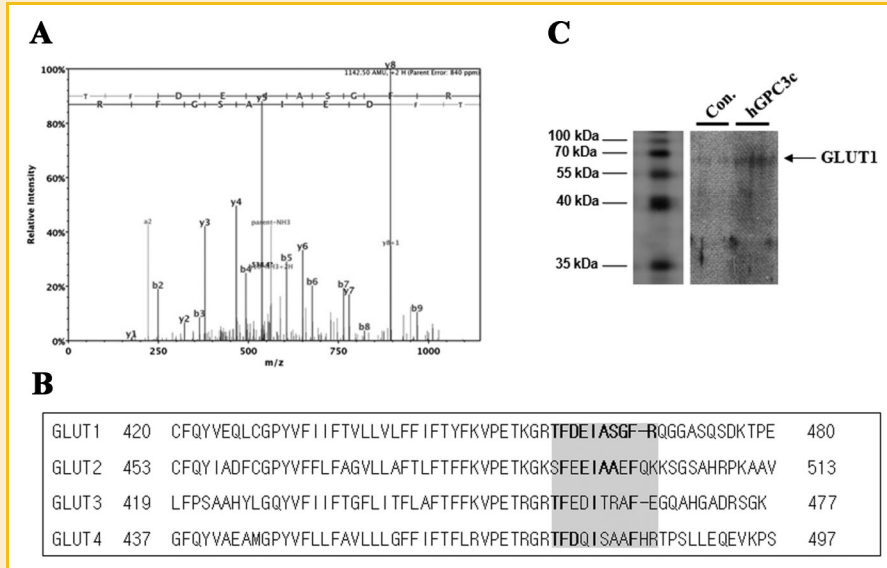 A
1142.50 AMU, +2 H (Parent Error: 840 ppm)
y8
100%
80%
60%
40%
20%
0%
Relative Intensity
T F D E I A S G F R
R F G S A I E D F T
y5
a2
y3
y4
parent-NH3
y8+1
b2
b4
b5
y6
b6
b7
y7
y2
b3
y1
b8
b9
0
250
500
750
1000
m/z
C
Con.
hGPC3c
100 kDa
70 kDa
55 kDa
40 kDa
35 kDa
GLUT1
B
GLUT1 420 CFQYVEQLCGPYVFIIFTVLLVLFFIFTYFKVPETKGRTFDEIASGF-RQGGASQSDKTPE 480
GLUT2 453 CFQYIADFCGPYVFFLFAGVLLAFTLFTFFKVPETKGKSFEEIAAEFQKKSGSAHRPKAAV 513
GLUT3 419 LFPSAAHYLGQYVFIIFTGFLITFLAFTFFKVPETRGRTFEDITRAF-EGQAHGADRSGK 477
GLUT4 437 GFQYVAEAMGPYVFLLFAVLLLGFFIFTFLRVPETRGRTFDQISAAFHRTPSLLEQEVKPS 497